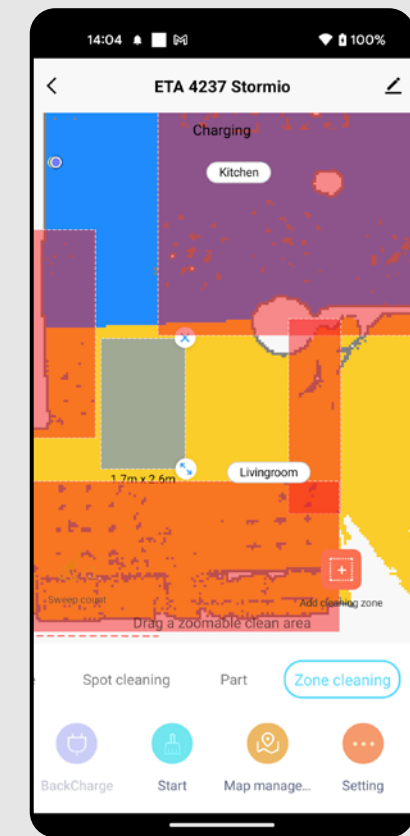 14:04
100%
ETA 4237 Stormio
Charging
Kitchen
1.7m x 2.6m
Livingroom
Sweep count
Add cleaning zone
Drag a zoomable clean area
e
Spot cleaning
Part
Zone cleaning
BackCharge
Start
Map manage...
Setting